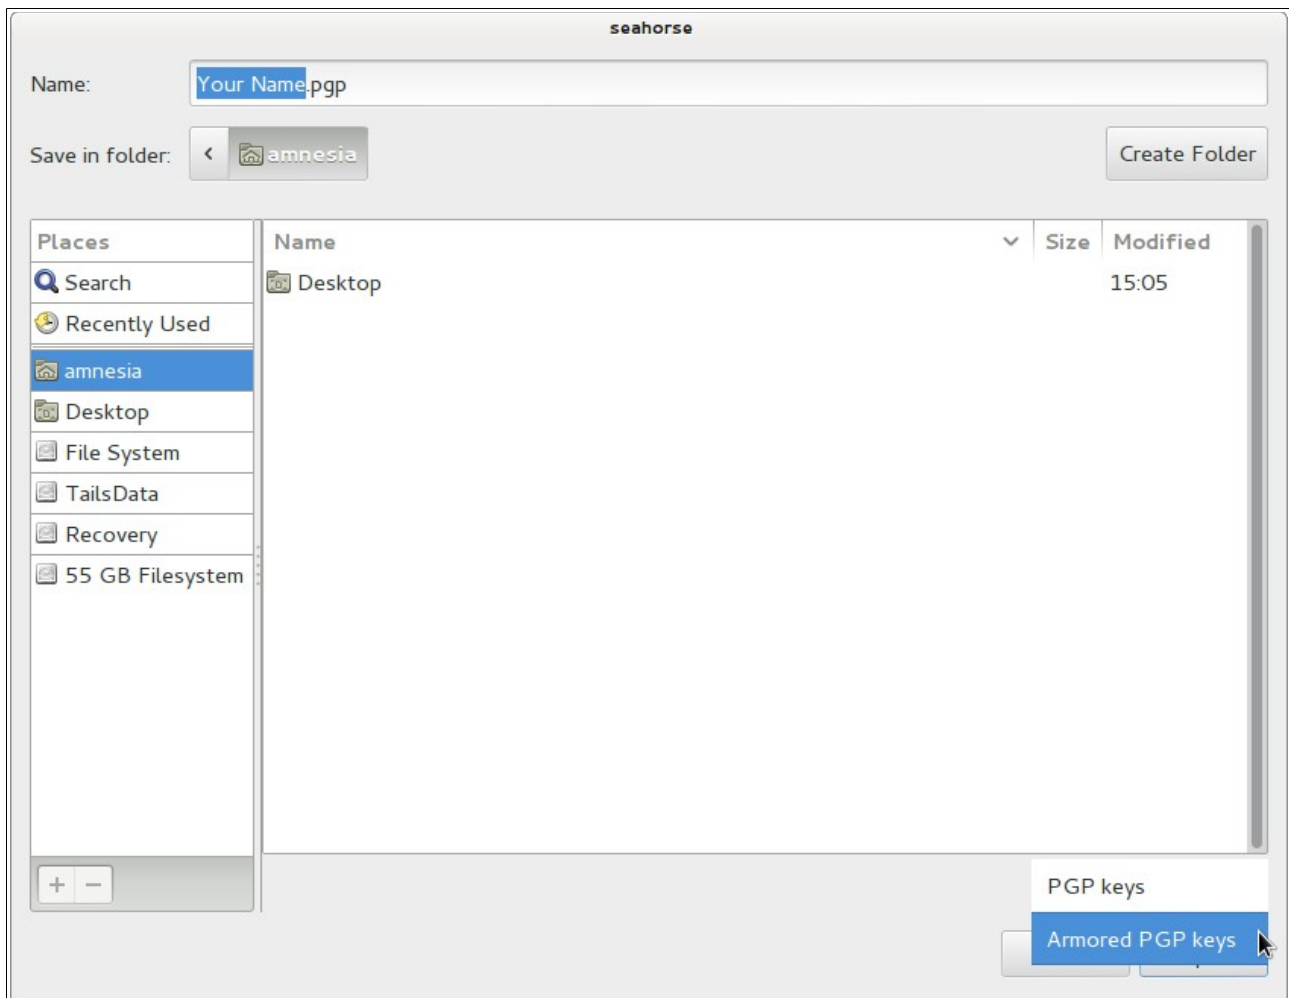 seahorse
Name: Your Name.pgp
Save in folder: amnesia Create Folder
Places Name Size Modified
Search Desktop 15:05
Recently Used
amnesia
Desktop
File System
TailsData
Recovery
55 GB Filesystem
PGP keys
Armored PGP keys